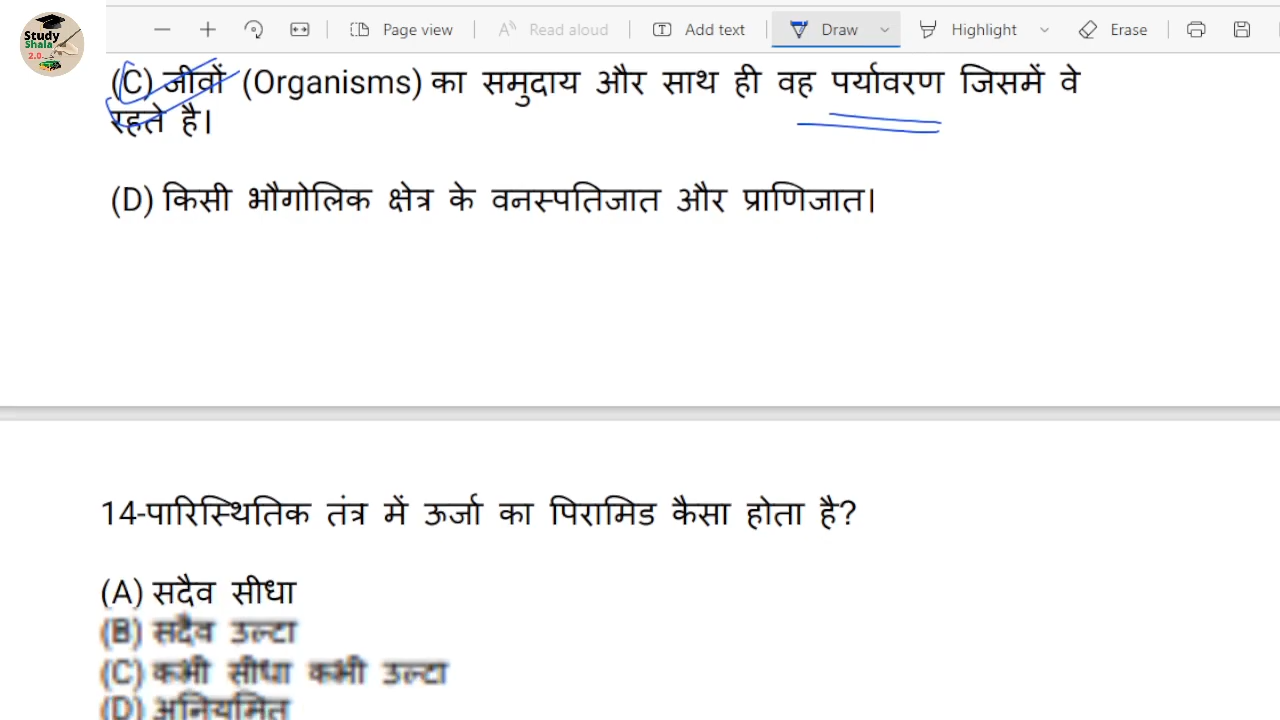 Study
Shala
2.0
Page view
Read aloud
Add text
Draw
Highlight
Erase
(C) जीवों (Organisms) का समुदाय और साथ ही वह पर्यावरण जिसमें वे
रहते है।
(D) किसी भौगोलिक क्षेत्र के वनस्पतिजात और प्राणिजात।
14-पारिस्थितिक तंत्र में ऊर्जा का पिरामिड कैसा होता है?
(A) सदैव सीधा
(B) सदैव उल्टा
(C) कभी सीधा कभी उल्टा
(D) अनियमित